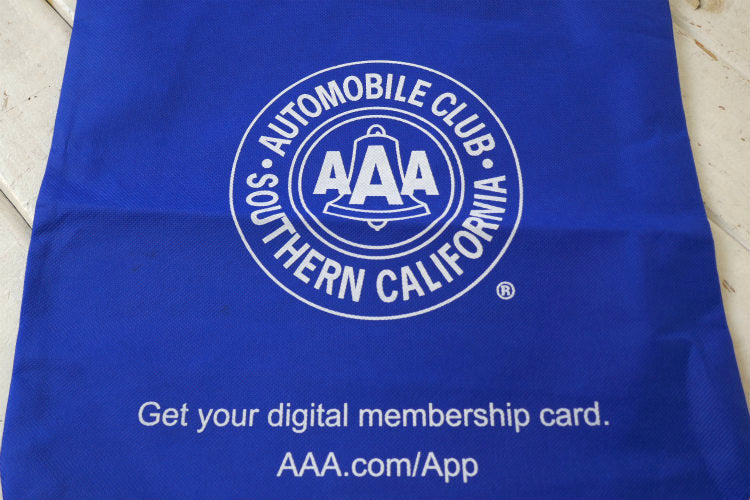 • AUTOMOBILE CLUB •
AAA
SOUTHERN CALIFORNIA
®
Get your digital membership card.
AAA.com/App